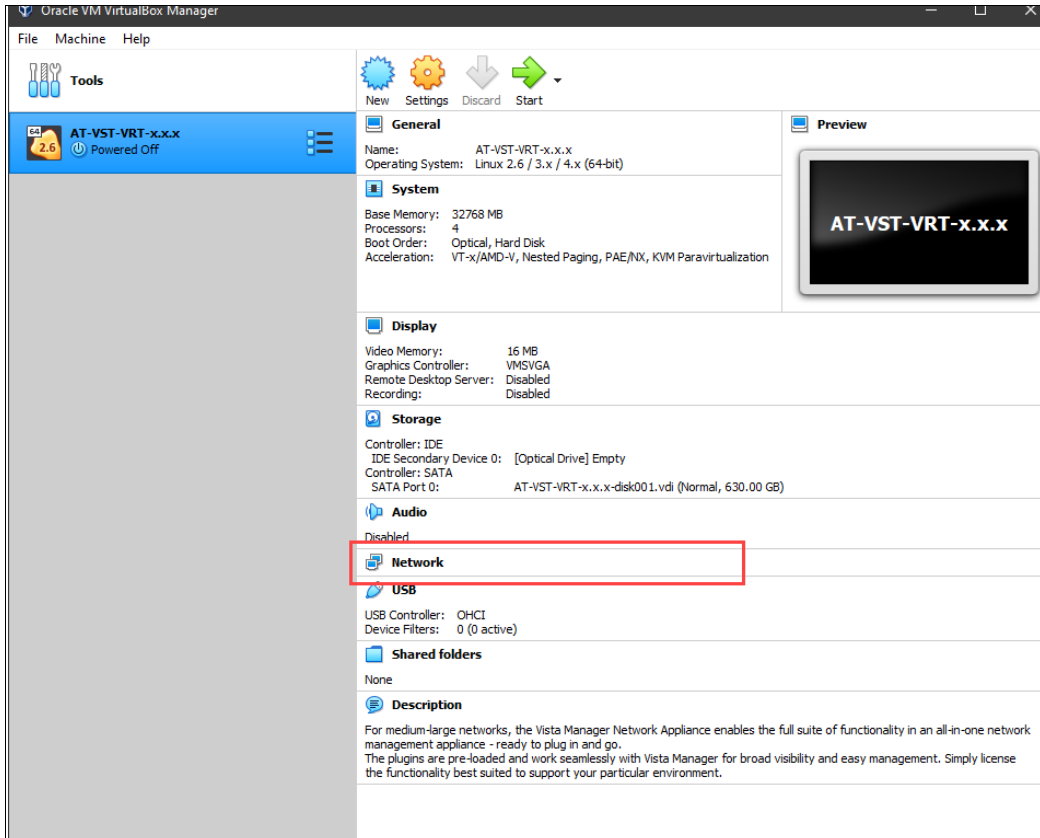 Oracle VM VirtualBox Manager
File Machine Help
Tools
New Settings Discard Start
64
2.6
AT-VST-VRT-x.x.x
Powered Off
General
Name: AT-VST-VRT-x.x.x
Operating System: Linux 2.6 / 3.x / 4.x (64-bit)
Preview
AT-VST-VRT-x.x.x
System
Base Memory: 32768 MB
Processors: 4
Boot Order: Optical, Hard Disk
Acceleration: VT-x/AMD-V, Nested Paging, PAE/NX, KVM Paravirtualization
Display
Video Memory: 16 MB
Graphics Controller: VMSVGA
Remote Desktop Server: Disabled
Recording: Disabled
Storage
Controller: IDE
IDE Secondary Device 0: [Optical Drive] Empty
Controller: SATA
SATA Port 0: AT-VST-VRT-x.x.x-disk001.vdi (Normal, 630.00 GB)
Audio
Disabled
Network
USB
USB Controller: OHCI
Device Filters: 0 (0 active)
Shared folders
None
Description
For medium-large networks, the Vista Manager Network Appliance enables the full suite of functionality in an all-in-one network
management appliance - ready to plug in and go.
The plugins are pre-loaded and work seamlessly with Vista Manager for broad visibility and easy management. Simply license
the functionality best suited to support your particular environment.